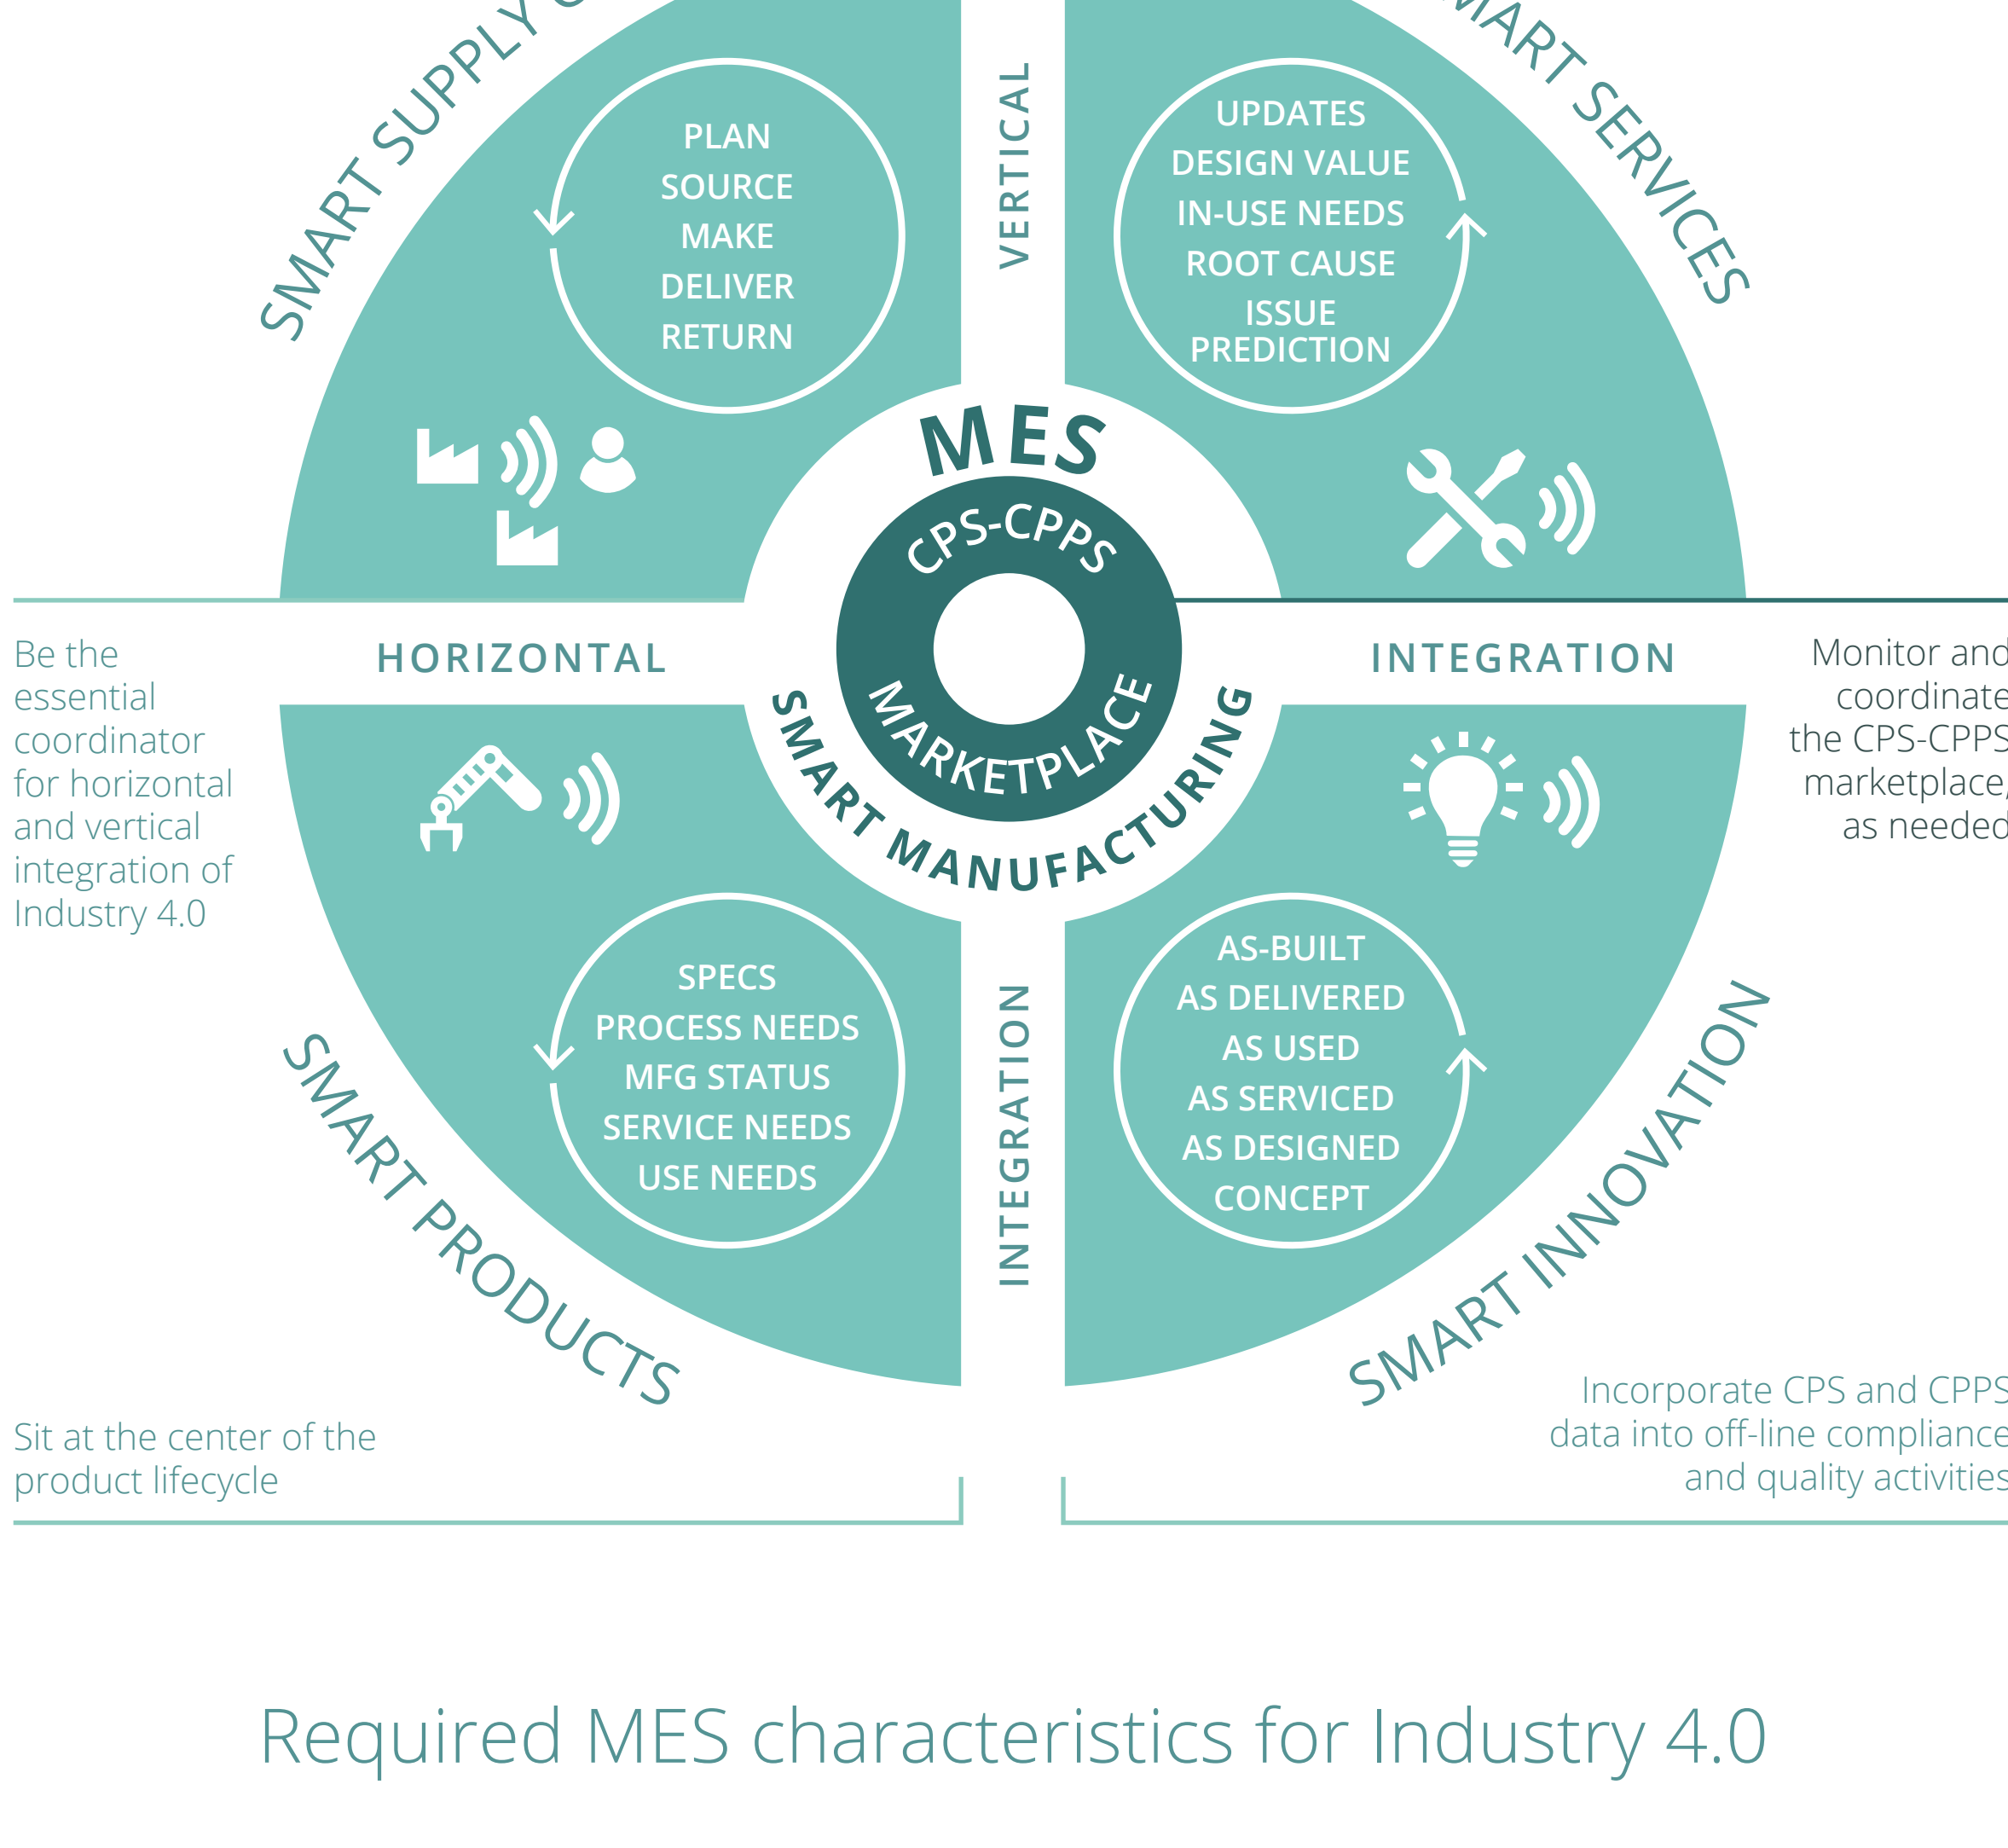 SMART SUPPLY
SMART SERVICES
VERTICAL
PLAN
SOURCE
MAKE
DELIVER
RETURN
UPDATES
DESIGN VALUE
IN-USE NEEDS
ROOT CAUSE
ISSUE
PREDICTION
MES
CPS-CPPS
MARKETPLACE
SMART MANUFACTURING
HORIZONTAL
INTEGRATION
Be the
essential
coordinator
for horizontal
and vertical
integration of
Industry 4.0
Monitor and
coordinate
the CPS-CPPS
marketplace,
as needed
SPECS
PROCESS NEEDS
MFG STATUS
SERVICE NEEDS
USE NEEDS
AS-BUILT
AS DELIVERED
AS USED
AS SERVICED
AS DESIGNED
CONCEPT
INTEGRATION
SMART PRODUCTS
SMART INNOVATION
Sit at the center of the
product lifecycle
Incorporate CPS and CPPS
data into off-line compliance
and quality activities
Required MES characteristics for Industry 4.0